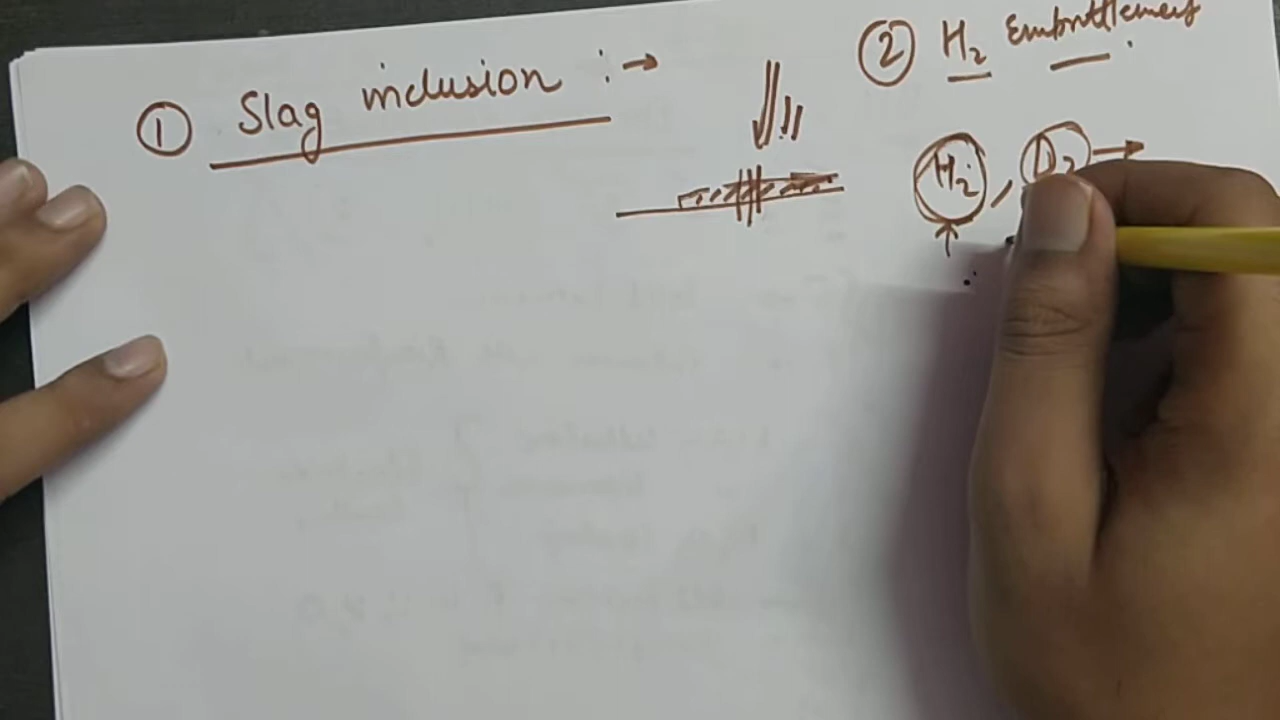 ① Slag inclusion :→
② H₂ Embrittlement
H₂ ,